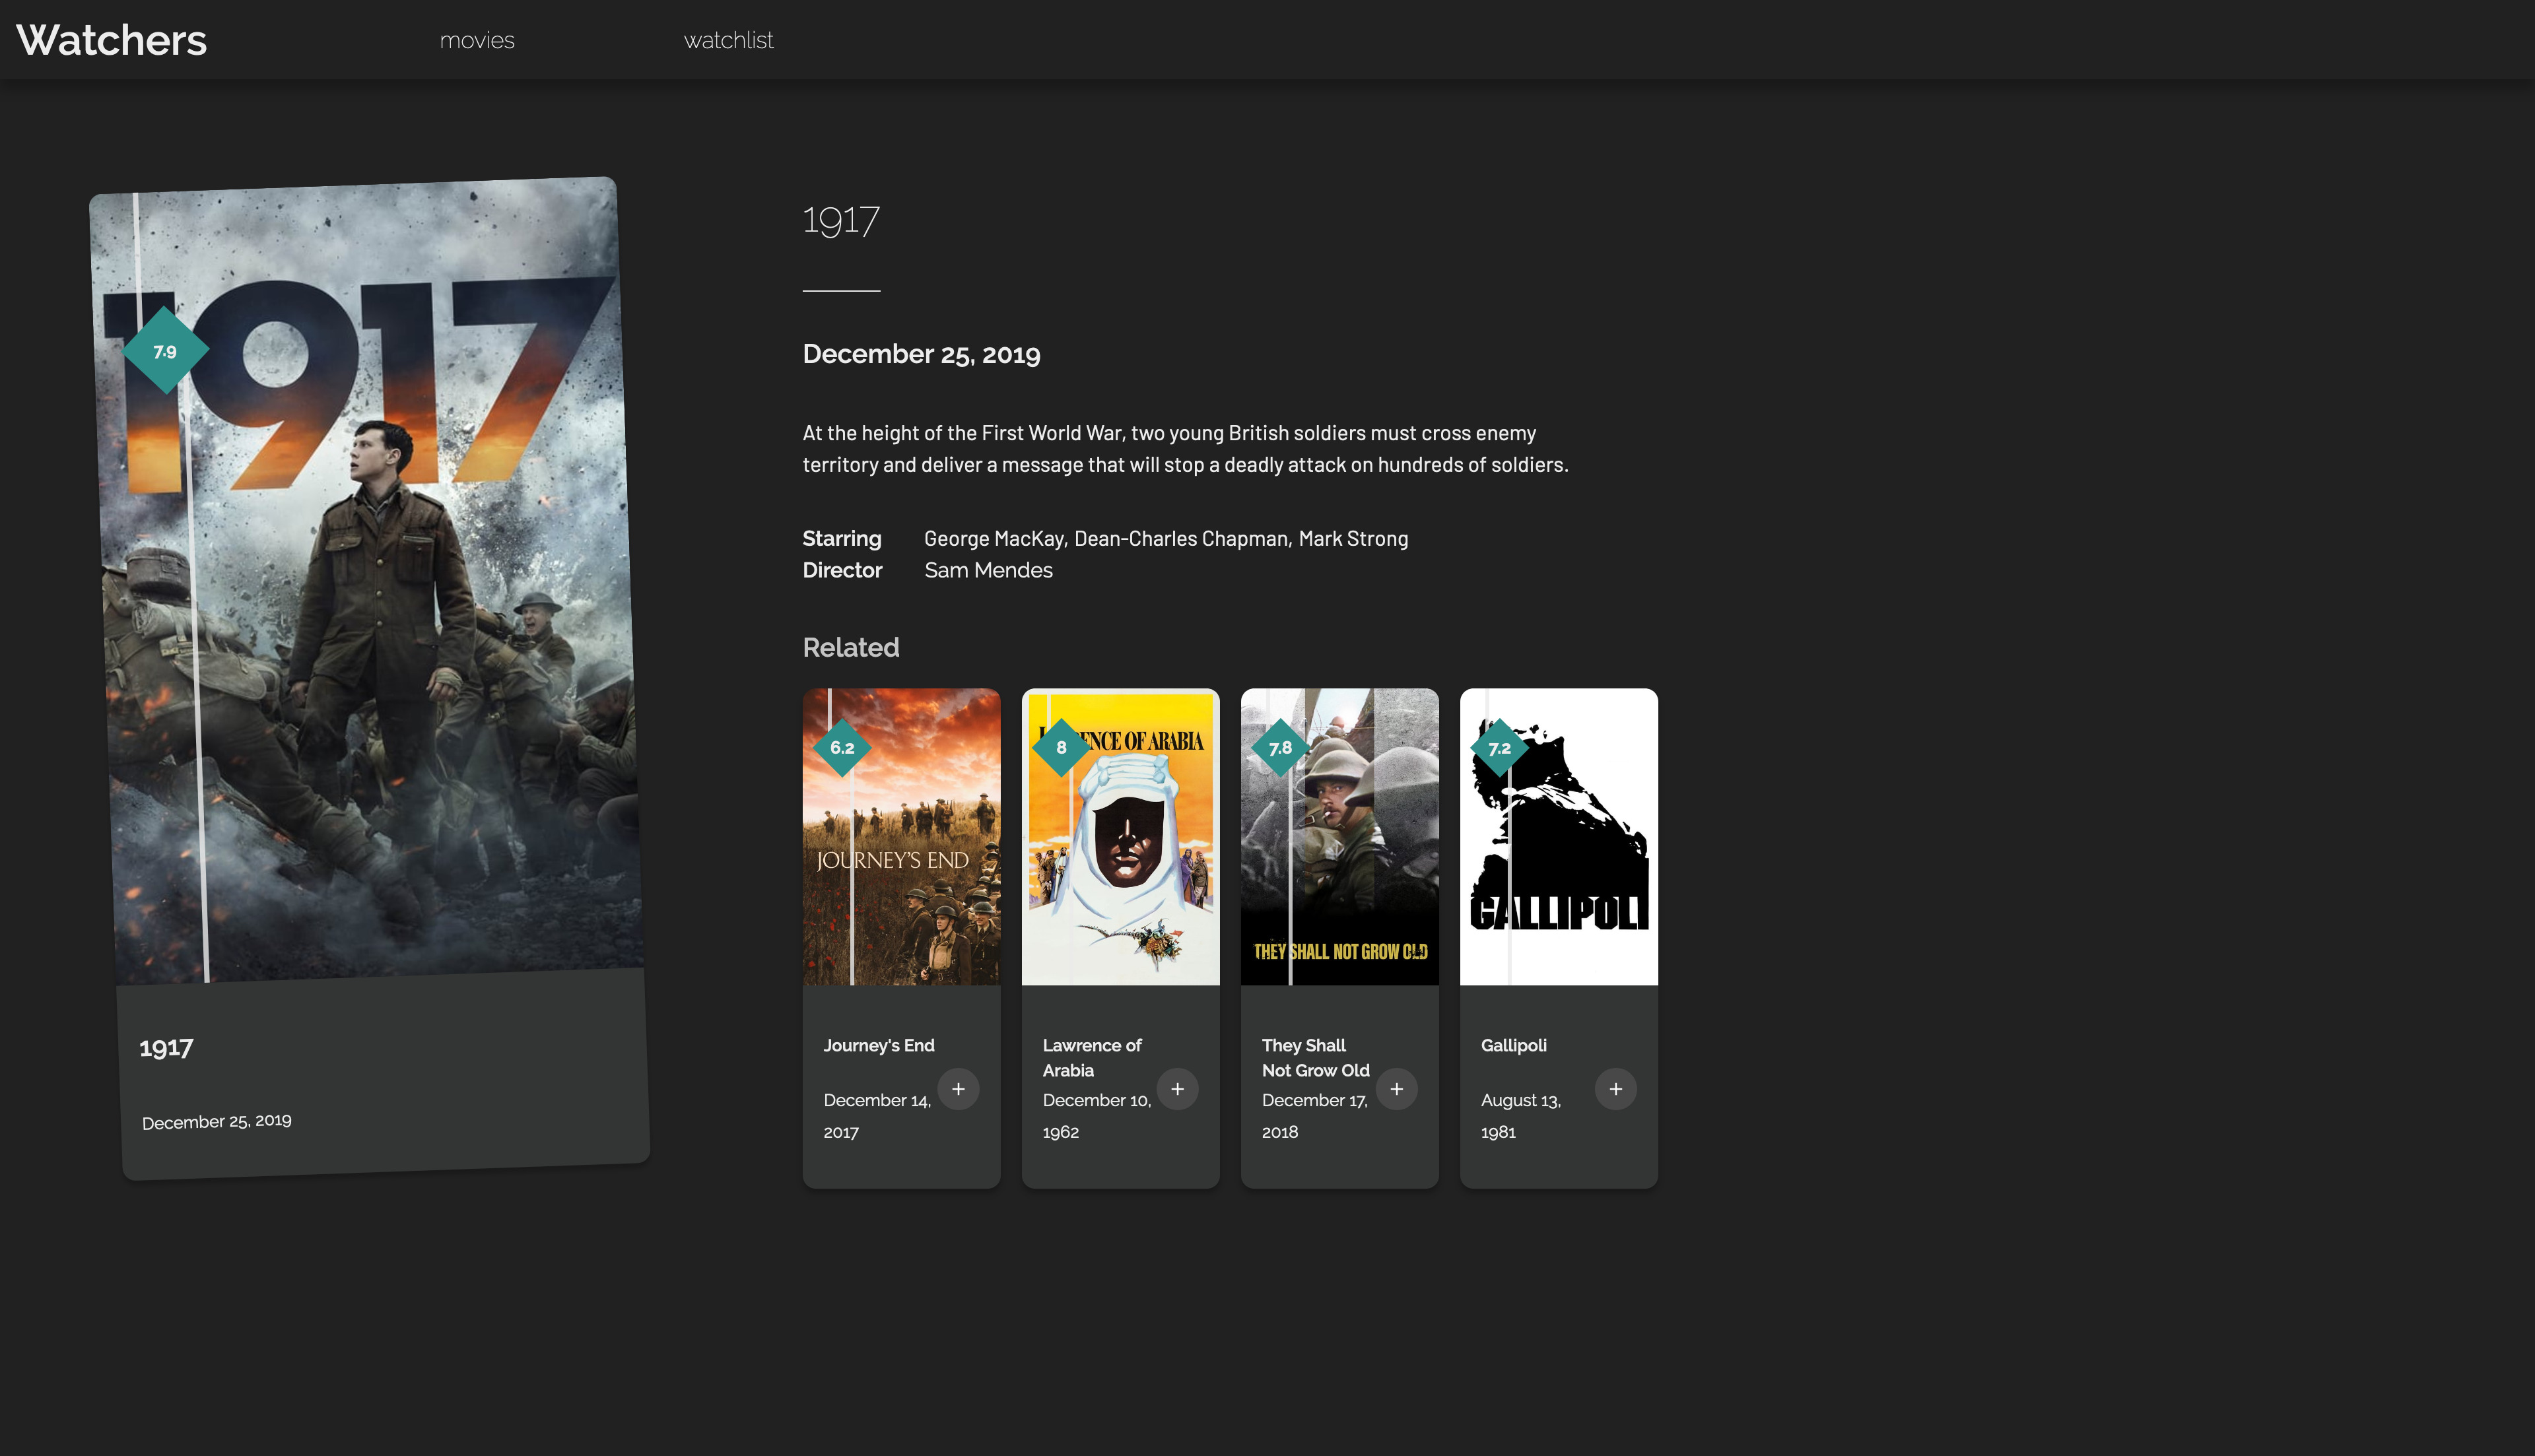 Watchers
movies
watchlist
1917
7.9
1917
December 25, 2019
1917
December 25, 2019
At the height of the First World War, two young British soldiers must cross enemy
territory and deliver a message that will stop a deadly attack on hundreds of soldiers.
Starring George MacKay, Dean-Charles Chapman, Mark Strong
Director Sam Mendes
Related
6.2
JOURNEY'S END
Journey's End
+
December 14,
2017
8
OF ARABIA
Lawrence of
Arabia
+
December 10,
1962
7.8
THEY SHALL NOT GROW OLD
They Shall
Not Grow Old
+
December 17,
2018
7.2
GALLIPOLI
Gallipoli
+
August 13,
1981